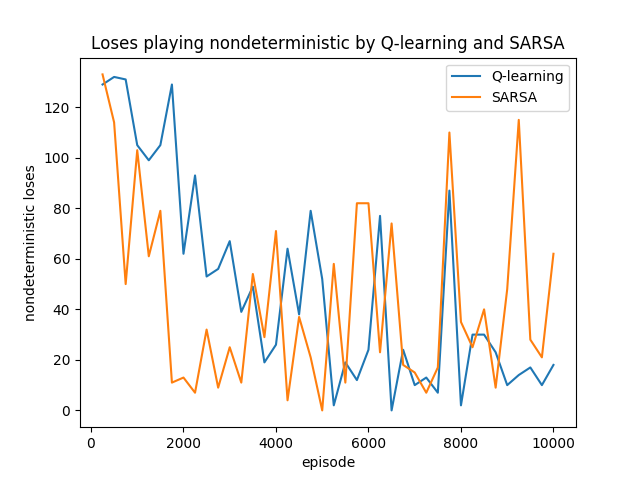 Loses playing nondeterministic by Q-learning and SARSA
Q-learning
SARSA
120
100
80
60
40
20
0
nondeterministic loses
0 2000 4000 6000 8000 10000
episode